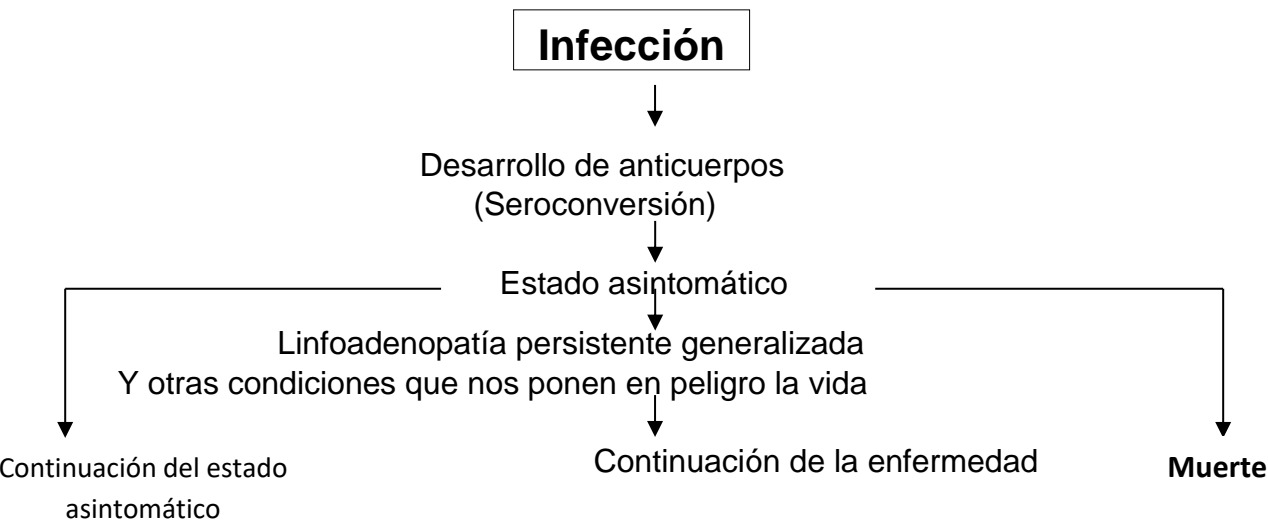 Infección
Desarrollo de anticuerpos
(Seroconversión)
Estado asintomático
Linfoadenopatía persistente generalizada
Y otras condiciones que nos ponen en peligro la vida
Continuación del estado
asintomático
Continuación de la enfermedad
Muerte